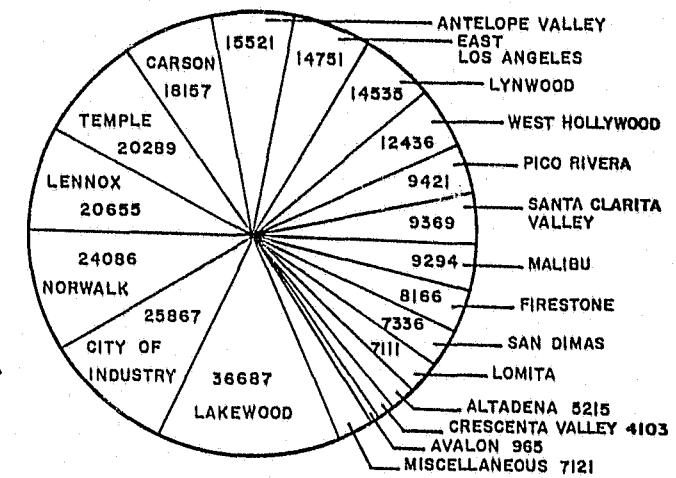 ANTELOPE VALLEY
15521
EAST
LOS ANGELES
14751
LYNWOOD
14535
WEST HOLLYWOOD
12436
PICO RIVERA
9421
SANTA CLARITA
VALLEY
9369
MALIBU
9294
FIRESTONE
8166
SAN DIMAS
7336
LOMITA
7111
ALTADENA 5215
CRESCENTA VALLEY 4103
AVALON 965
MISCELLANEOUS 7121
36687
LAKEWOOD
25867
CITY OF
INDUSTRY
24086
NORWALK
LENNOX
20655
TEMPLE
20289
CARSON
18157